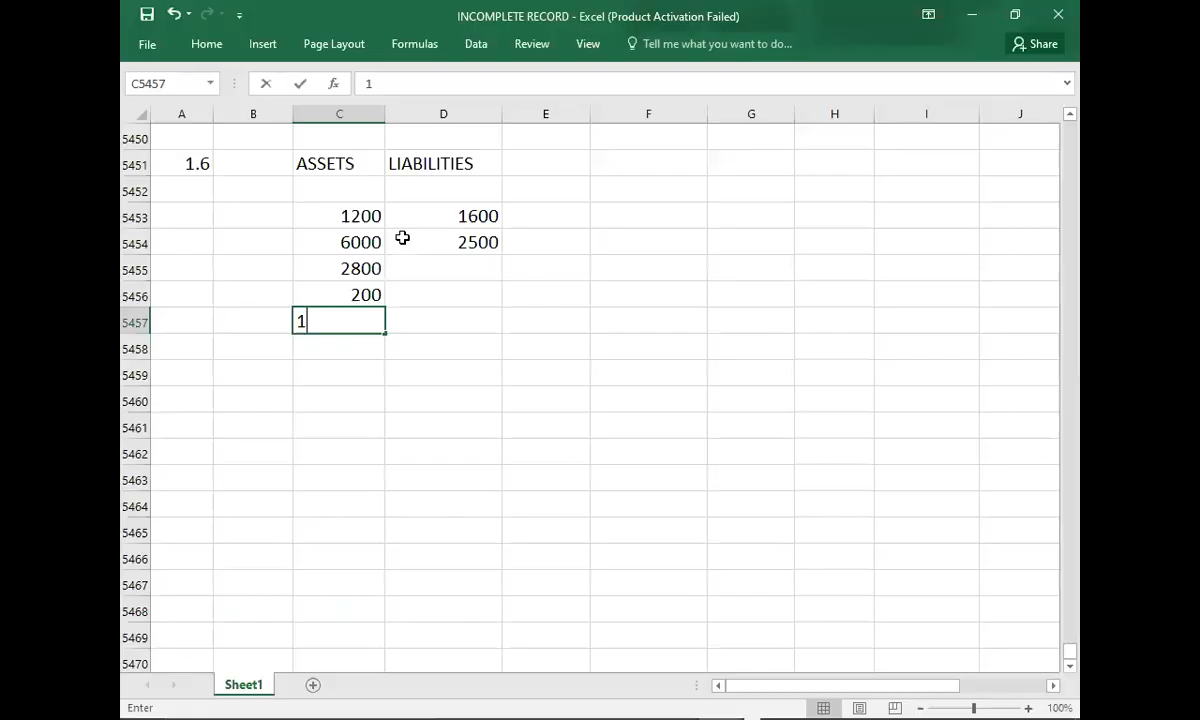 INCOMPLETE RECORD - Excel (Product Activation Failed)
File Home Insert Page Layout Formulas Data Review View Tell me what you want to do... Share
C5457 fx 1
A B C D E F G H I J
5450
5451 1.6 ASSETS LIABILITIES
5452
5453 1200 1600
5454 6000 2500
5455 2800
5456 200
5457 1
5458
5459
5460
5461
5462
5463
5464
5465
5466
5467
5468
5469
5470
Sheet1
Enter 100%